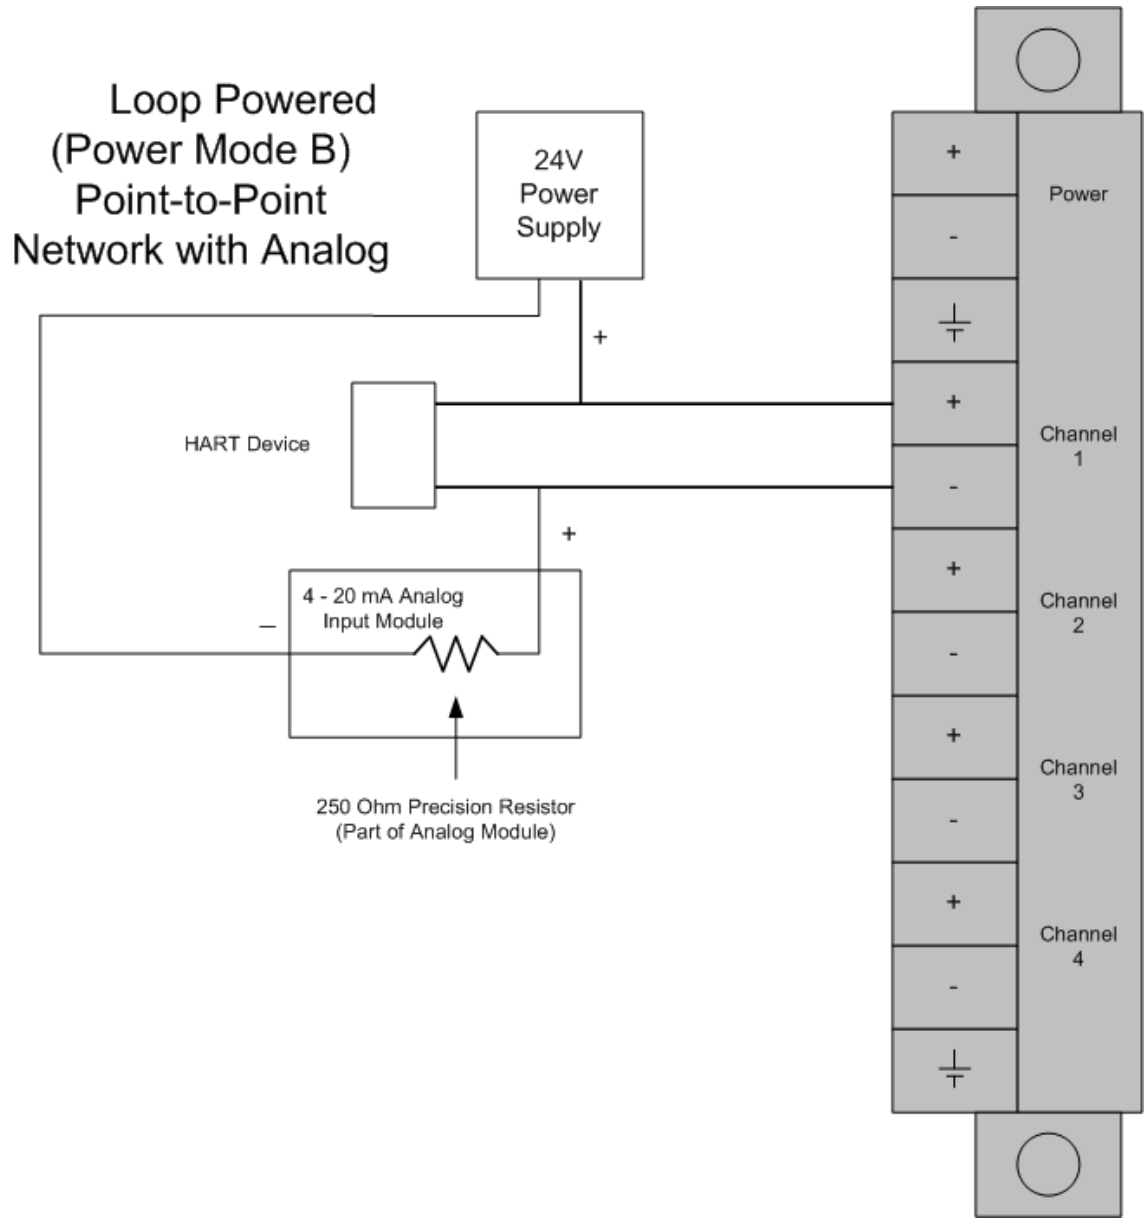 Loop Powered
(Power Mode B)
Point-to-Point
Network with Analog
24V
Power
Supply
+
HART Device
+
4 - 20 mA Analog
Input Module
–
250 Ohm Precision Resistor
(Part of Analog Module)
+
-
Power
+
-
Channel
1
+
-
Channel
2
+
-
Channel
3
+
-
Channel
4